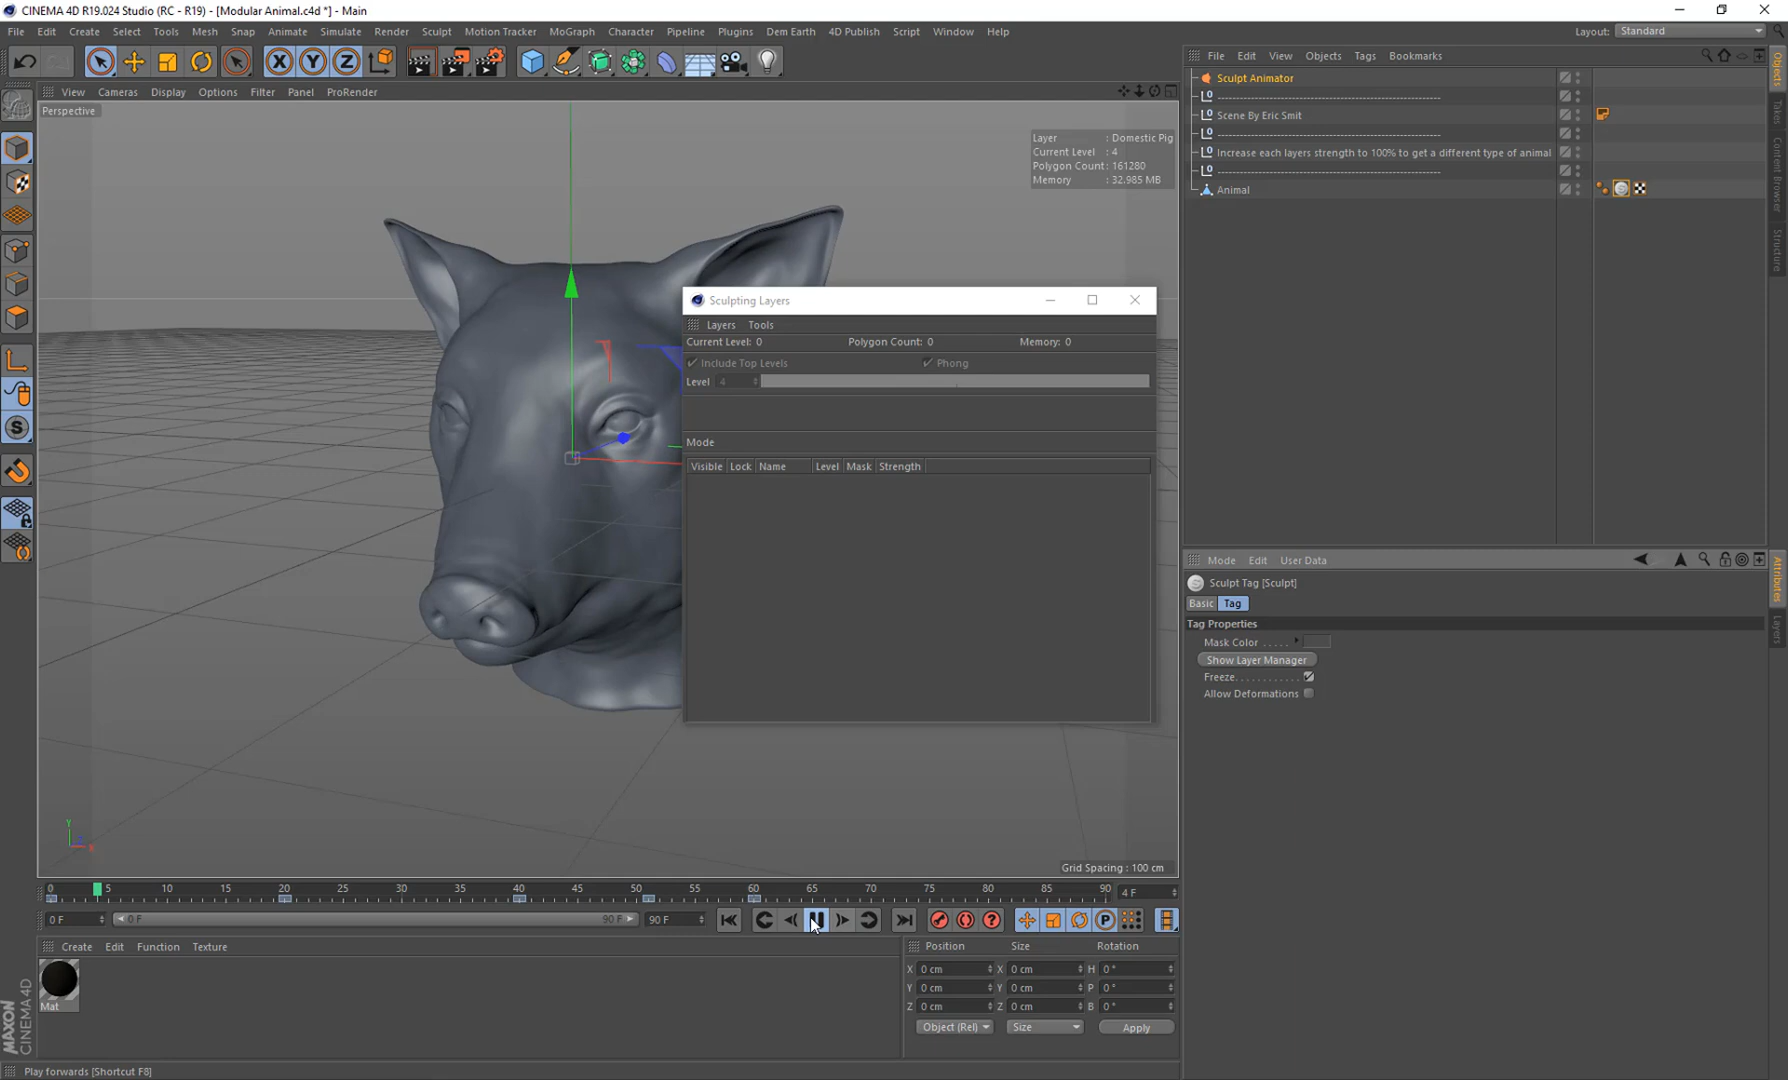 CINEMA 4D R19.024 Studio (RC - R19) - [Modular Animal.c4d *] - Main
File Edit Create Select Tools Mesh Snap Animate Simulate Render Sculpt Motion Tracker MoGraph Character Pipeline Plugins Dem Earth 4D Publish Script Window Help Layout: Standard
X Y Z
File Edit View Objects Tags Bookmarks
Sculpt Animator
------------------------------------------------------------
Scene By Eric Smit
------------------------------------------------------------
Increase each layers strength to 100% to get a different type of animal
------------------------------------------------------------
Animal
Objects
Takes
Content Browser
Structure
View Cameras Display Options Filter Panel ProRender
Perspective
Layer : Domestic Pig
Current Level : 4
Polygon Count: 161280
Memory : 32.985 MB
Sculpting Layers
Layers Tools
Current Level: 0 Polygon Count: 0 Memory: 0
Include Top Levels Phong
Level 4
Mode
Visible Lock Name Level Mask Strength
Mode Edit User Data
Sculpt Tag [Sculpt]
Basic Tag
Tag Properties
Mask Color . . . . .
Show Layer Manager
Freeze. . . . . . . . . . . .
Allow Deformations
Attributes
Layers
Y
X
Grid Spacing : 100 cm
0 5 10 15 20 25 30 35 40 45 50 55 60 65 70 75 80 85 90 4 F
0 F 0 F 90 F 90 F
Create Edit Function Texture
Mat
Position Size Rotation
X 0 cm X 0 cm H 0 °
Y 0 cm Y 0 cm P 0 °
Z 0 cm Z 0 cm B 0 °
Object (Rel) Size Apply
MAXON
CINEMA 4D
Play forwards [Shortcut F8]